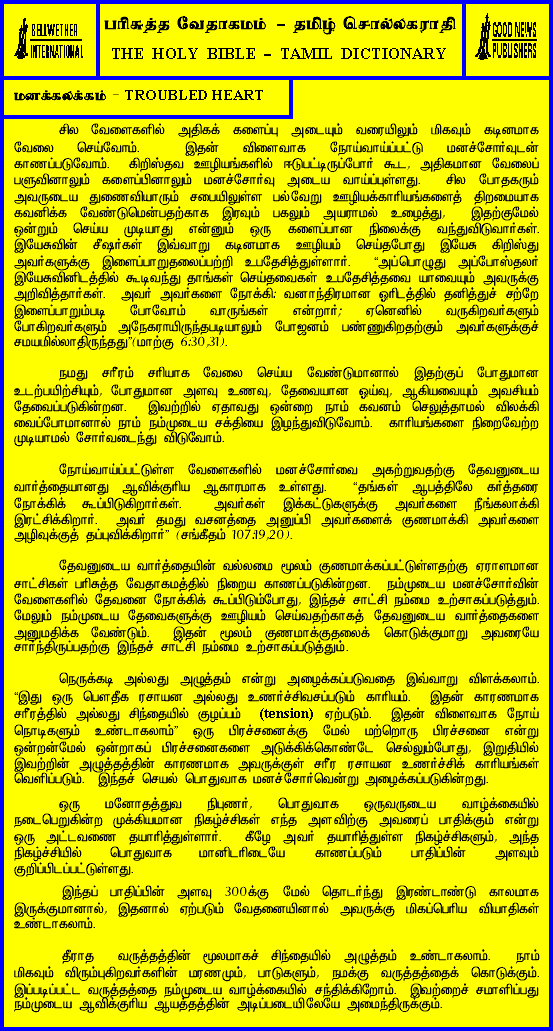 BELLWETHER
INTERNATIONAL
பரிசுத்த வேதாகமம் – தமிழ் சொல்லகராதி
THE HOLY BIBLE – TAMIL DICTIONARY
GOOD NEWS
PUBLISHERS
மனக்கலக்கம் – TROUBLED HEART
சில வேளைகளில் அதிகக் களைப்பு அடையும் வரையிலும் மிகவும் கடினமாக
வேலை செய்வோம். இதன் விளைவாக நோய்வாய்ப்பட்டு மனச்சோர்வுடன்
காணப்படுவோம். கிறிஸ்தவ ஊழியங்களில் ஈடுபட்டிருப்போர் கூட, அதிகமான வேலைப்
பளுவினாலும் களைப்பினாலும் மனச்சோர்வு அடைய வாய்ப்புள்ளது. சில போதகரும்
அவருடைய துணைவியாரும் சபையிலுள்ள பல்வேறு ஊழியக்காரியங்களைத் திறமையாக
கவனிக்க வேண்டுமென்பதற்காக இரவும் பகலும் அயராமல் உழைத்து, இதற்குமேல்
ஒன்றும் செய்ய முடியாது என்னும் ஒரு களைப்பான நிலைக்கு வந்துவிடுவார்கள்.
இயேசுவின் சீஷர்கள் இவ்வாறு கடினமாக ஊழியம் செய்தபோது இயேசு கிறிஸ்து
அவர்களுக்கு இளைப்பாறுதலைப்பற்றி உபதேசித்துள்ளார். “அப்பொழுது அப்போஸ்தலர்
இயேசுவினிடத்தில் கூடிவந்து தாங்கள் செய்தவைகள் உபதேசித்தவை யாவையும் அவருக்கு
அறிவித்தார்கள். அவர் அவர்களை நோக்கி; வனாந்திரமான ஓரிடத்தில் தனித்துச் சற்றே
இளைப்பாறும்படி போவோம் வாருங்கள் என்றார்; ஏனெனில் வருகிறவர்களும்
போகிறவர்களும் அநேகராயிருந்தபடியாலும் போஜனம் பண்ணுகிறதற்கும் அவர்களுக்குச்
சமயமில்லாதிருந்தது”(மாற்கு 6:30,31).
நமது சரீரம் சரியாக வேலை செய்ய வேண்டுமானால் இதற்குப் போதுமான
உடற்பயிற்சியும், போதுமான அளவு உணவு, தேவையான ஓய்வு, ஆகியவையும் அவசியம்
தேவைப்படுகின்றன. இவற்றில் ஏதாவது ஒன்றை நாம் கவனம் செலுத்தாமல் விலக்கி
வைப்போமானால் நாம் நம்முடைய சக்தியை இழந்துவிடுவோம். காரியங்களை நிறைவேற்ற
முடியாமல் சோர்வடைந்து விடுவோம்.
நோய்வாய்ப்பட்டுள்ள வேளைகளில் மனச்சோர்வை அகற்றுவதற்கு தேவனுடைய
வார்த்தையானது ஆவிக்குரிய ஆகாரமாக உள்ளது. “தங்கள் ஆபத்திலே கர்த்தரை
நோக்கிக் கூப்பிடுகிறார்கள். அவர்கள் இக்கட்டுகளுக்கு அவர்களை நீங்கலாக்கி
இரட்சிக்கிறார். அவர் தமது வசனத்தை அனுப்பி அவர்களைக் குணமாக்கி அவர்களை
அழிவுக்குத் தப்புவிக்கிறார்” (சங்கீதம் 107:19,20).
தேவனுடைய வார்த்தையின் வல்லமை மூலம் குணமாக்கப்பட்டுள்ளதற்கு ஏராளமான
சாட்சிகள் பரிசுத்த வேதாகமத்தில் நிறைய காணப்படுகின்றன. நம்முடைய மனச்சோர்வின்
வேளைகளில் தேவனை நோக்கிக் கூப்பிடும்போது, இந்தச் சாட்சி நம்மை உற்சாகப்படுத்தும்.
மேலும் நம்முடைய தேவைகளுக்கு ஊழியம் செய்வதற்காகத் தேவனுடைய வார்த்தைகளை
அனுமதிக்க வேண்டும். இதன் மூலம் குணமாக்குதலைக் கொடுக்குமாறு அவரையே
சார்ந்திருப்பதற்கு இந்தச் சாட்சி நம்மை உற்சாகப்படுத்தும்.
நெருக்கடி அல்லது அழுத்தம் என்று அழைக்கப்படுவதை இவ்வாறு விளக்கலாம்.
“இது ஒரு பௌதீக ரசாயன அல்லது உணர்ச்சிவசப்படும் காரியம். இதன் காரணமாக
சரீரத்தில் அல்லது சிந்தையில் குழப்பம் (tension) ஏற்படும். இதன் விளைவாக நோய்
நொடிகளும் உண்டாகலாம்” ஒரு பிரச்சனைக்கு மேல் மற்றொரு பிரச்சனை என்று
ஒன்றன்மேல் ஒன்றாகப் பிரச்சனைகளை அடுக்கிக்கொண்டே செல்லும்போது, இறுதியில்
இவற்றின் அழுத்தத்தின் காரணமாக அவருக்குள் சரீர ரசாயன உணர்ச்சிக் காரியங்கள்
வெளிப்படும். இந்தச் செயல் பொதுவாக மனச்சோர்வென்று அழைக்கப்படுகின்றது.
ஒரு மனோதத்துவ நிபுணர், பொதுவாக ஒருவருடைய வாழ்க்கையில்
நடைபெறுகின்ற முக்கியமான நிகழ்ச்சிகள் எந்த அளவிற்கு அவரைப் பாதிக்கும் என்று
ஒரு அட்டவணை தயாரித்துள்ளார். கீழே அவர் தயாரித்துள்ள நிகழ்ச்சிகளும், அந்த
நிகழ்ச்சியில் பொதுவாக மானிடரிடையே காணப்படும் பாதிப்பின் அளவும்
குறிப்பிடப்பட்டுள்ளது.
இந்தப் பாதிப்பின் அளவு 300க்கு மேல் தொடர்ந்து இரண்டாண்டு காலமாக
இருக்குமானால், இதனால் ஏற்படும் வேதனையினால் அவருக்கு மிகப்பெரிய வியாதிகள்
உண்டாகலாம்.
தீராத வருத்தத்தின் மூலமாகச் சிந்தையில் அழுத்தம் உண்டாகலாம். நாம்
மிகவும் விரும்புகிறவர்களின் மரணமும், பாடுகளும், நமக்கு வருத்தத்தைக் கொடுக்கும்.
இப்படிப்பட்ட வருத்தத்தை நம்முடைய வாழ்க்கையில் சந்திக்கிறோம். இவற்றைச் சமாளிப்பது
நம்முடைய ஆவிக்குரிய ஆயத்தத்தின் அடிப்படையிலேயே அமைந்திருக்கும்.